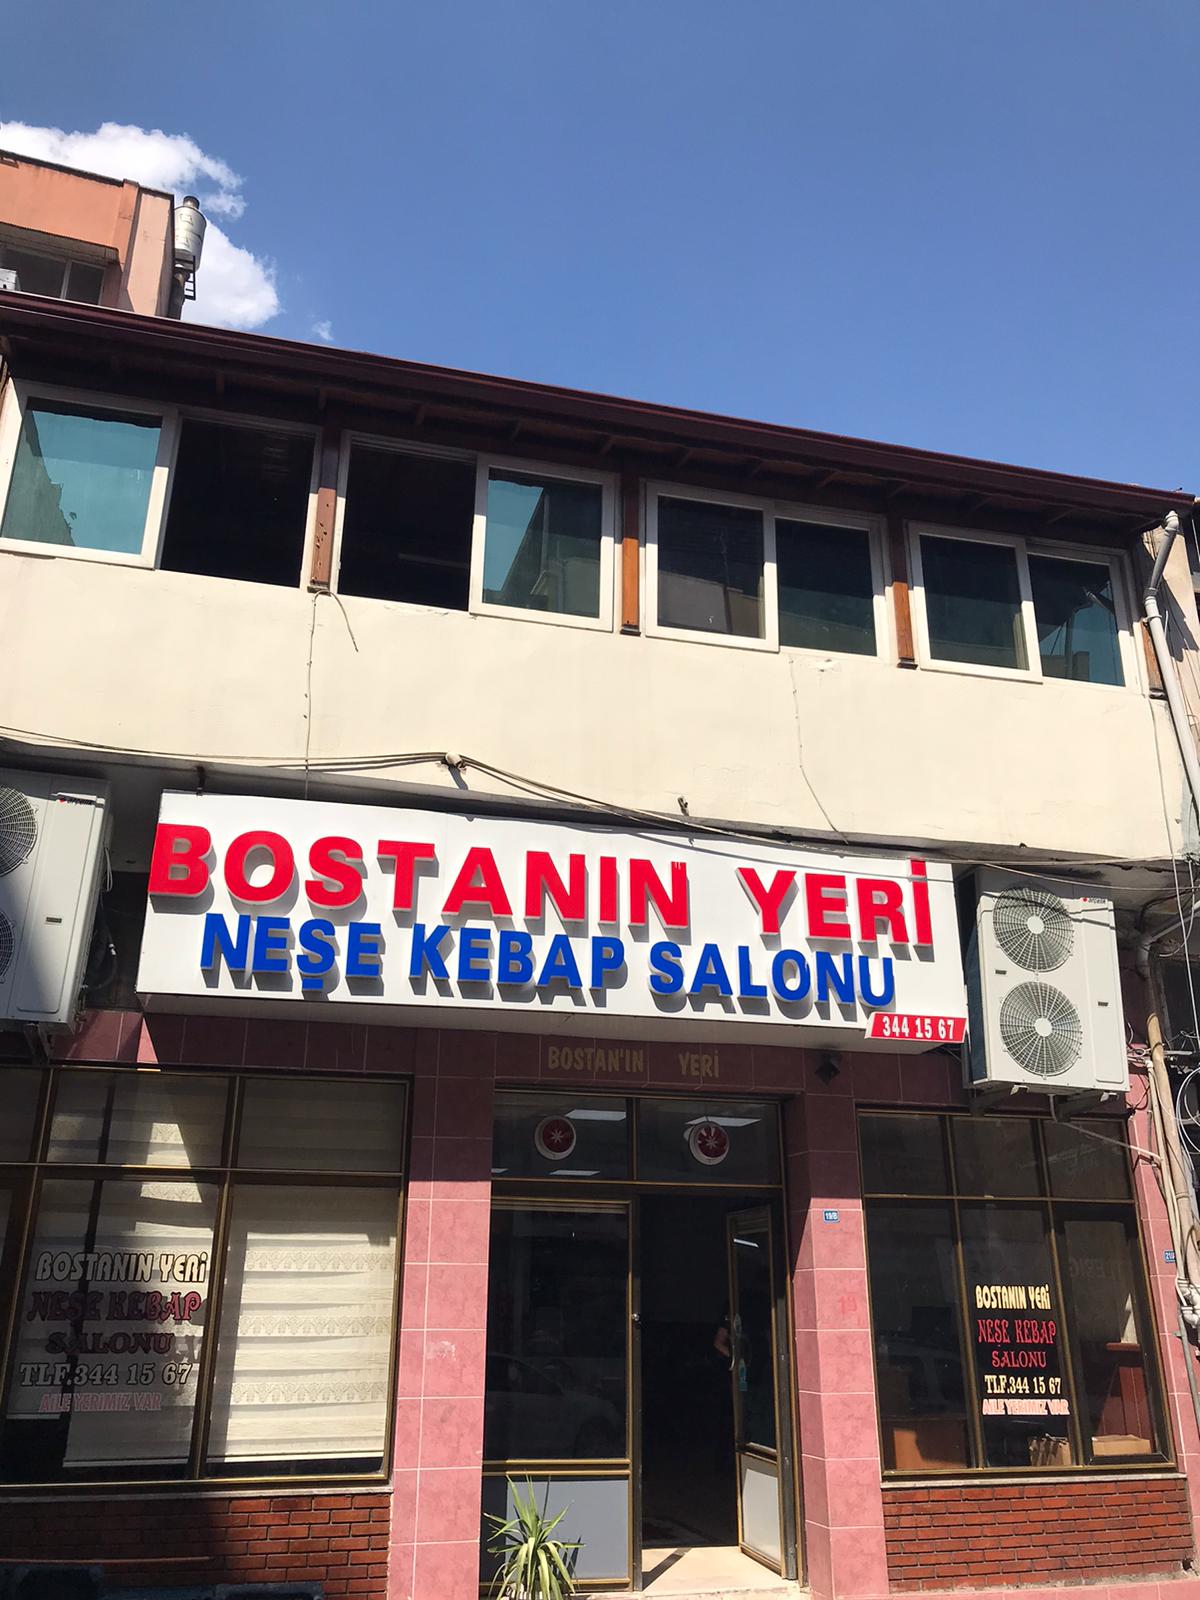 BOSTANIN YERİ
NEŞE KEBAP SALONU
344 15 67
BOSTAN'IN YERİ
19/B
BOSTANIN YERİ
NEŞE KEBAP
SALONU
TLF.344 15 67
AİLE YERİMİZ VAR
BOSTANIN YERİ
NEŞE KEBAP
SALONU
TLF.344 15 67
AİLE YERİMİZ VAR